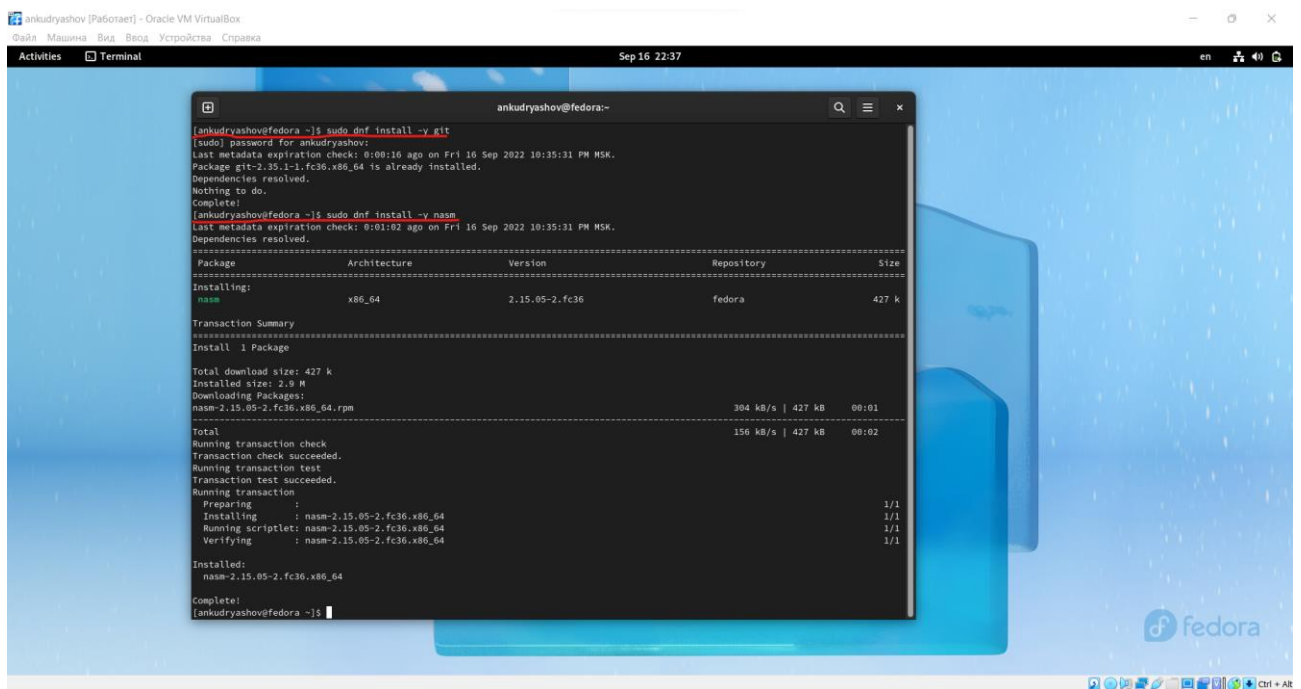 ankudryashov [Работает] - Oracle VM VirtualBox
Файл Машина Вид Ввод Устройства Справка
Activities Terminal Sep 16 22:37 en
ankudryashov@fedora:~
[ankudryashov@fedora ~]$ sudo dnf install -y git
[sudo] password for ankudryashov:
Last metadata expiration check: 0:00:16 ago on Fri 16 Sep 2022 10:35:31 PM MSK.
Package git-2.35.1-1.fc36.x86_64 is already installed.
Dependencies resolved.
Nothing to do.
Complete!
[ankudryashov@fedora ~]$ sudo dnf install -y nasm
Last metadata expiration check: 0:01:02 ago on Fri 16 Sep 2022 10:35:31 PM MSK.
Dependencies resolved.
Package Architecture Version Repository Size
Installing:
nasm x86_64 2.15.05-2.fc36 fedora 427 k
Transaction Summary
Install 1 Package
Total download size: 427 k
Installed size: 2.9 M
Downloading Packages:
nasm-2.15.05-2.fc36.x86_64.rpm 304 kB/s | 427 kB 00:01
Total 156 kB/s | 427 kB 00:02
Running transaction check
Transaction check succeeded.
Running transaction test
Transaction test succeeded.
Running transaction
Preparing : 1/1
Installing : nasm-2.15.05-2.fc36.x86_64 1/1
Running scriptlet: nasm-2.15.05-2.fc36.x86_64 1/1
Verifying : nasm-2.15.05-2.fc36.x86_64 1/1
Installed:
nasm-2.15.05-2.fc36.x86_64
Complete!
[ankudryashov@fedora ~]$
fedora
Ctrl + Alt